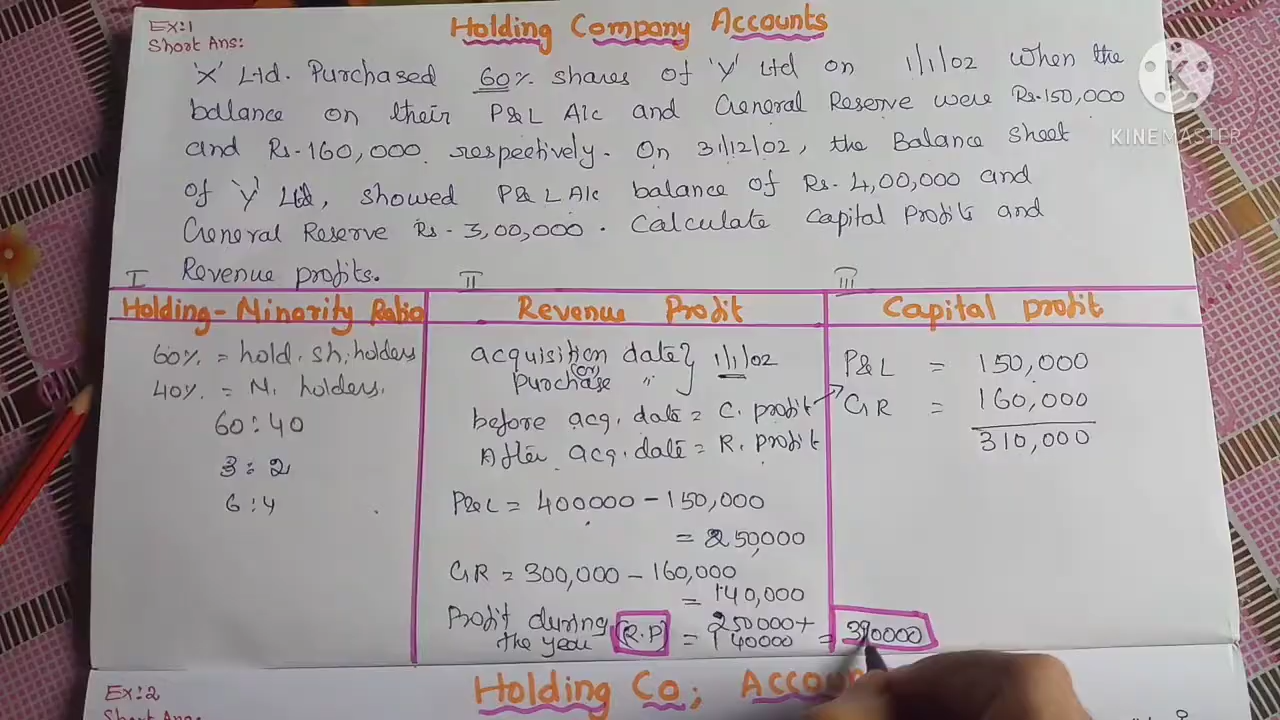 Ex:1
Short Ans:
Holding Company Accounts
'X' Ltd. Purchased 60% shares of 'Y' Ltd on 1/1/02 when the
balance on their P&L A/c and General Reserve were Rs.150,000
and Rs.160,000 respectively. On 31/12/02, the Balance Sheet
of 'Y' Ltd, showed P&L A/c balance of Rs. 4,00,000 and
General Reserve Rs - 3,00,000. Calculate Capital Profits and
Revenue profits.
KINEMASTER
I
Holding-Minority Ratio
60% = hold. sh. holders
40% = M. holders.
60:40
3:2
6:4
II
Revenue Profit
acquisition date} 1/1/02
(or)
purchase "
before acq. date = C. profit
After acq. date = R. profit
P&L = 400000 - 150,000
= 250,000
GR = 300,000 - 160,000
= 140,000
Profit during
the year (R.P) = 250000+
140000 = 390000
III
Capital profit
P&L = 150,000
GR = 160,000
310,000
Ex:2
Short Ans:
Holding Co; Accou